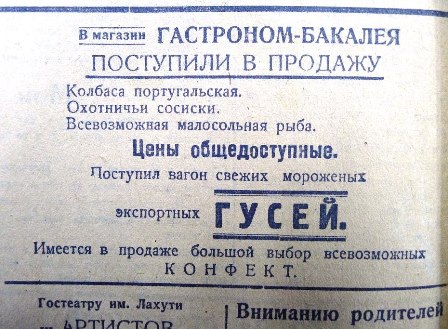 В магазин ГАСТРОНОМ-БАКАЛЕЯ
ПОСТУПИЛИ В ПРОДАЖУ
Колбаса португальская.
Охотничьи сосиски.
Всевозможная малосольная рыба.
Цены общедоступные.
Поступил вагон свежих мороженых
экспортных ГУСЕЙ.
Имеется в продаже большой выбор всевозможных
КОНФЕКТ.
Гостеатру им. Лахути
АРТИСТОВ
Вниманию родителей